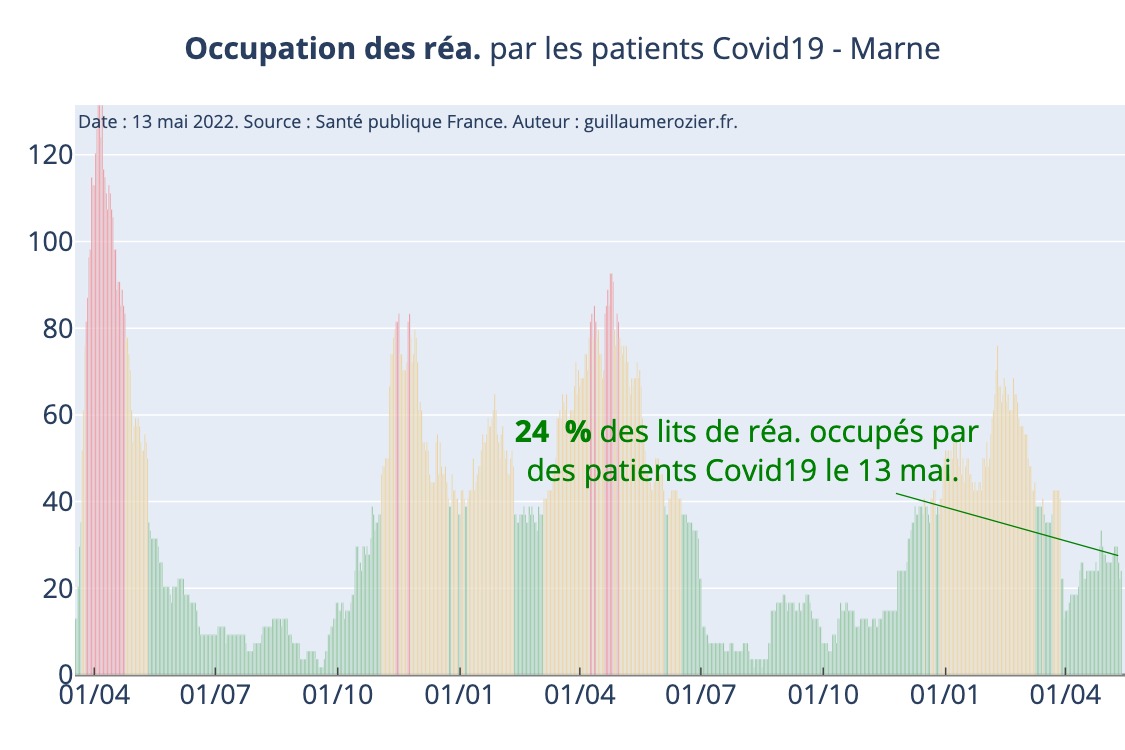 Occupation des réa. par les patients Covid19 - Marne
Date : 13 mai 2022. Source : Santé publique France. Auteur : guillaumerozier.fr.
120
100
80
60
40
20
0
24 % des lits de réa. occupés par
des patients Covid19 le 13 mai.
01/04 01/07 01/10 01/01 01/04 01/07 01/10 01/01 01/04